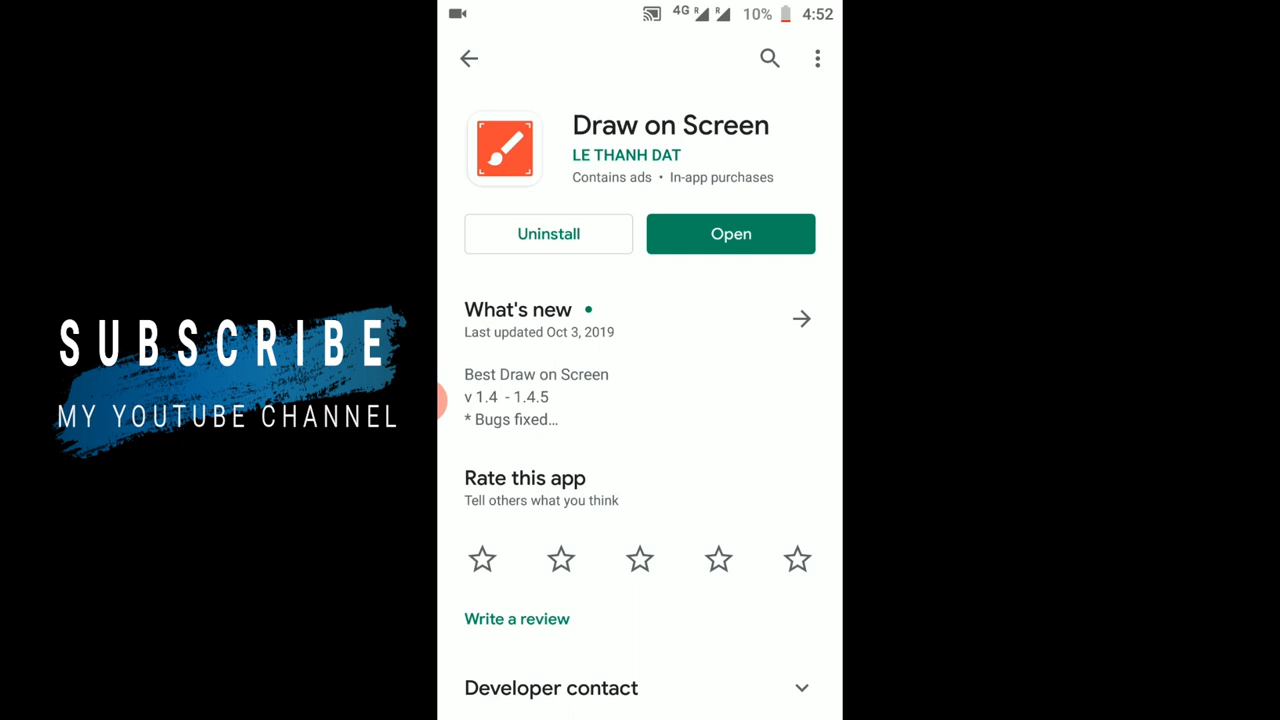 4G R R 10% 4:52
Draw on Screen
LE THANH DAT
Contains ads • In-app purchases
Uninstall Open
What's new •
Last updated Oct 3, 2019
Best Draw on Screen
v 1.4 - 1.4.5
* Bugs fixed...
Rate this app
Tell others what you think
Write a review
Developer contact
SUBSCRIBE
MY YOUTUBE CHANNEL